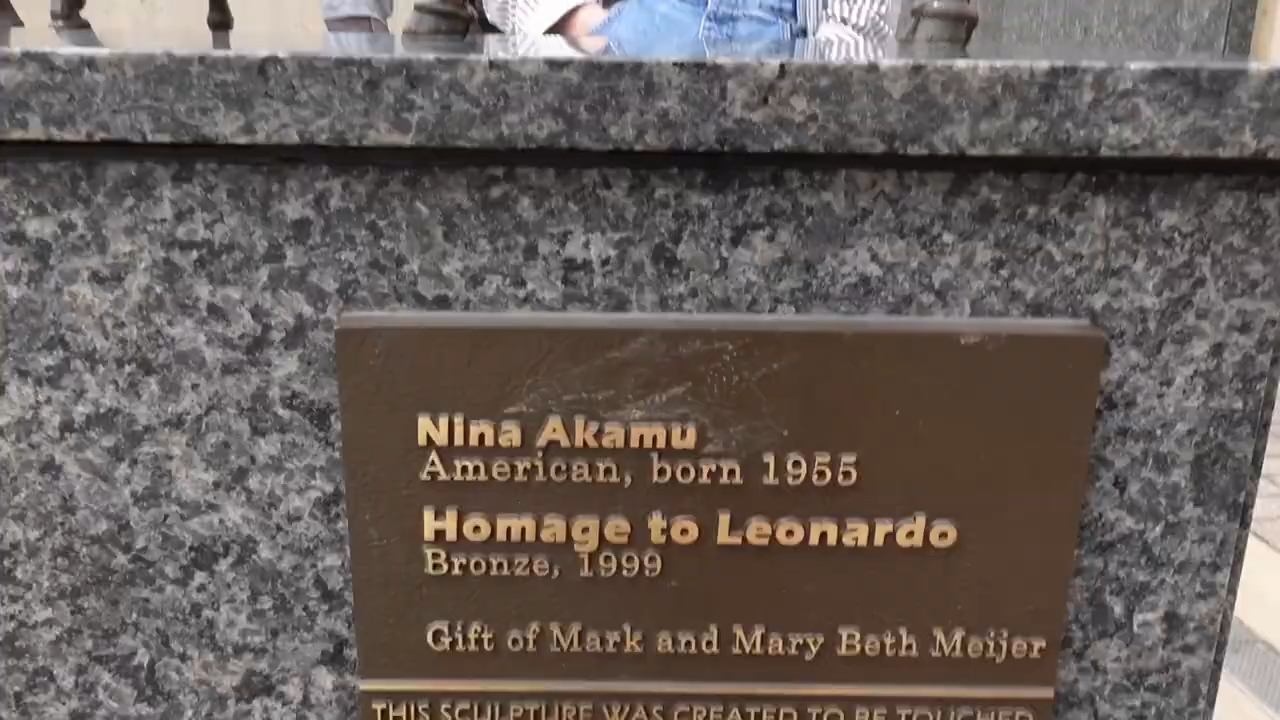 Nina Akamu
American, born 1955
Homage to Leonardo
Bronze, 1999
Gift of Mark and Mary Beth Meijer
THIS SCULPTURE WAS CREATED TO BE TOUCHED